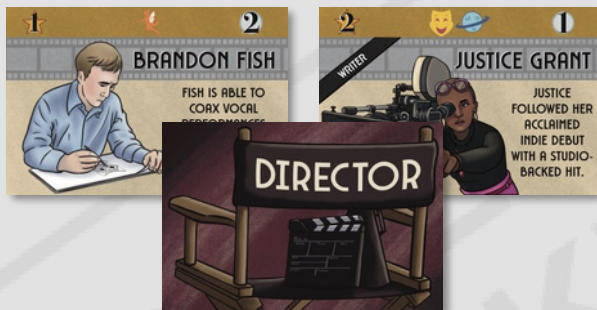 1 2
BRANDON FISH
FISH IS ABLE TO
COAX VOCAL
PERFORMANCES
2 1
WRITER
JUSTICE GRANT
JUSTICE
FOLLOWED HER
ACCLAIMED
INDIE DEBUT
WITH A STUDIO-
BACKED HIT.
DIRECTOR